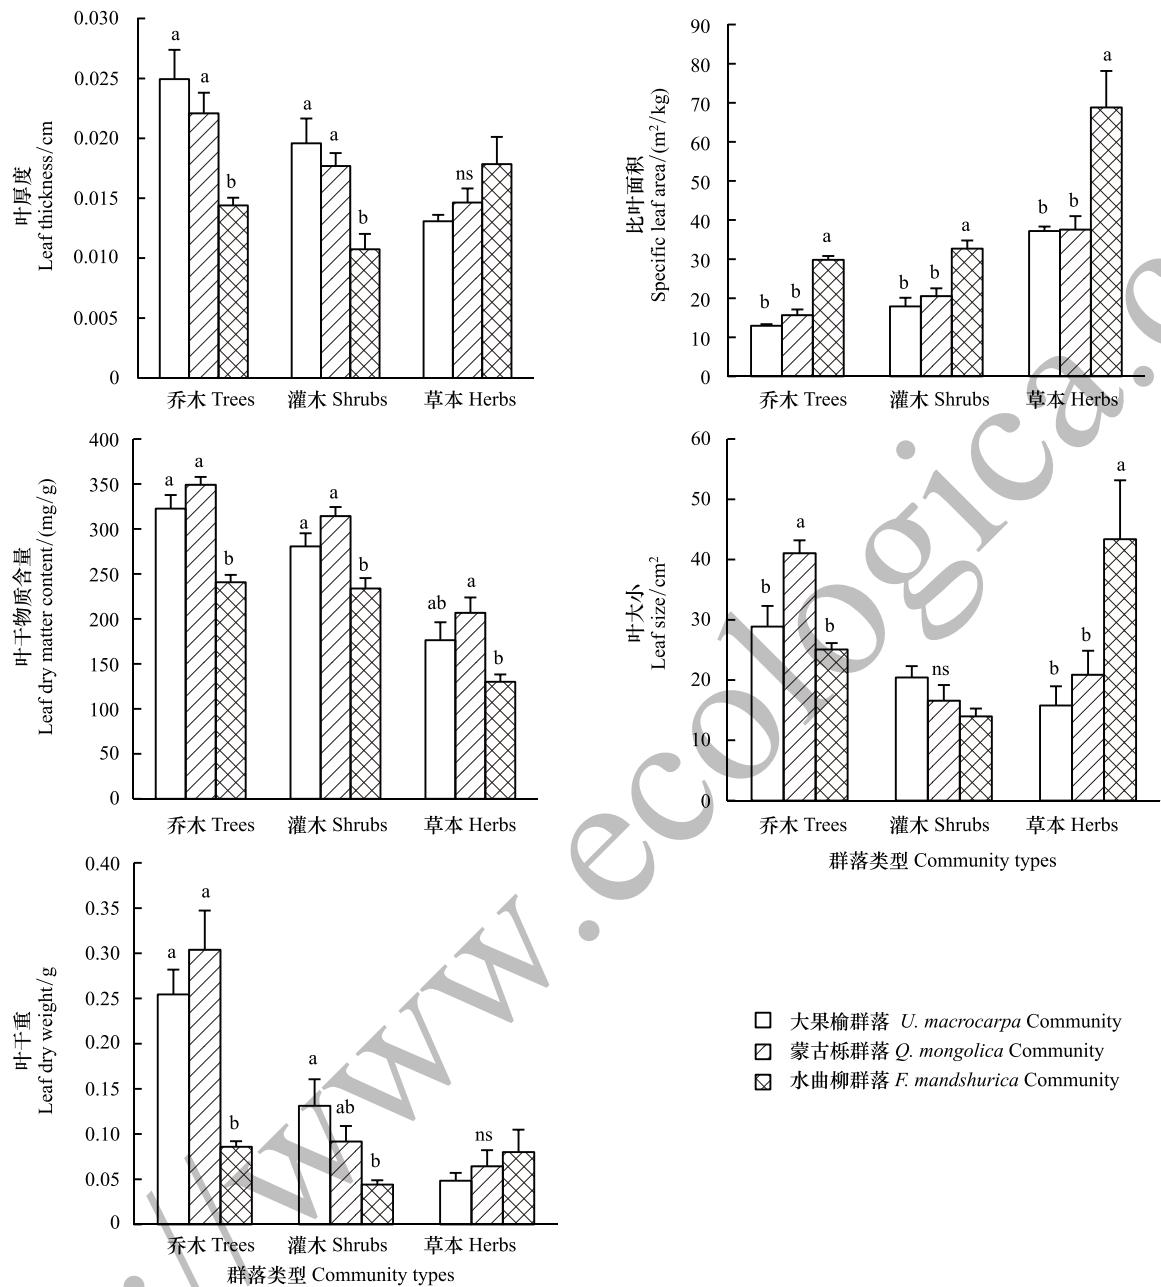 0.030
0.025
0.020
0.015
0.010
0.005
0
叶厚度
Leaf thickness/cm
a
a
b
a
a
b
ns
乔木 Trees
灌木 Shrubs
草本 Herbs
90
80
70
60
50
40
30
20
10
0
比叶面积
Specific leaf area/(m²/kg)
b
b
a
b
b
a
b
b
a
乔木 Trees
灌木 Shrubs
草本 Herbs
400
350
300
250
200
150
100
50
0
叶干物质含量
Leaf dry matter content/(mg/g)
a
a
b
a
a
b
ab
a
b
乔木 Trees
灌木 Shrubs
草本 Herbs
60
50
40
30
20
10
0
叶大小
Leaf size/cm²
b
a
b
ns
b
b
a
乔木 Trees
灌木 Shrubs
草本 Herbs
群落类型 Community types
0.40
0.35
0.30
0.25
0.20
0.15
0.10
0.05
0
叶干重
Leaf dry weight/g
a
a
b
a
ab
b
ns
乔木 Trees
灌木 Shrubs
草本 Herbs
群落类型 Community types
大果榆群落 U. macrocarpa Community
蒙古栎群落 Q. mongolica Community
水曲柳群落 F. mandshurica Community
://www.ecologica.c